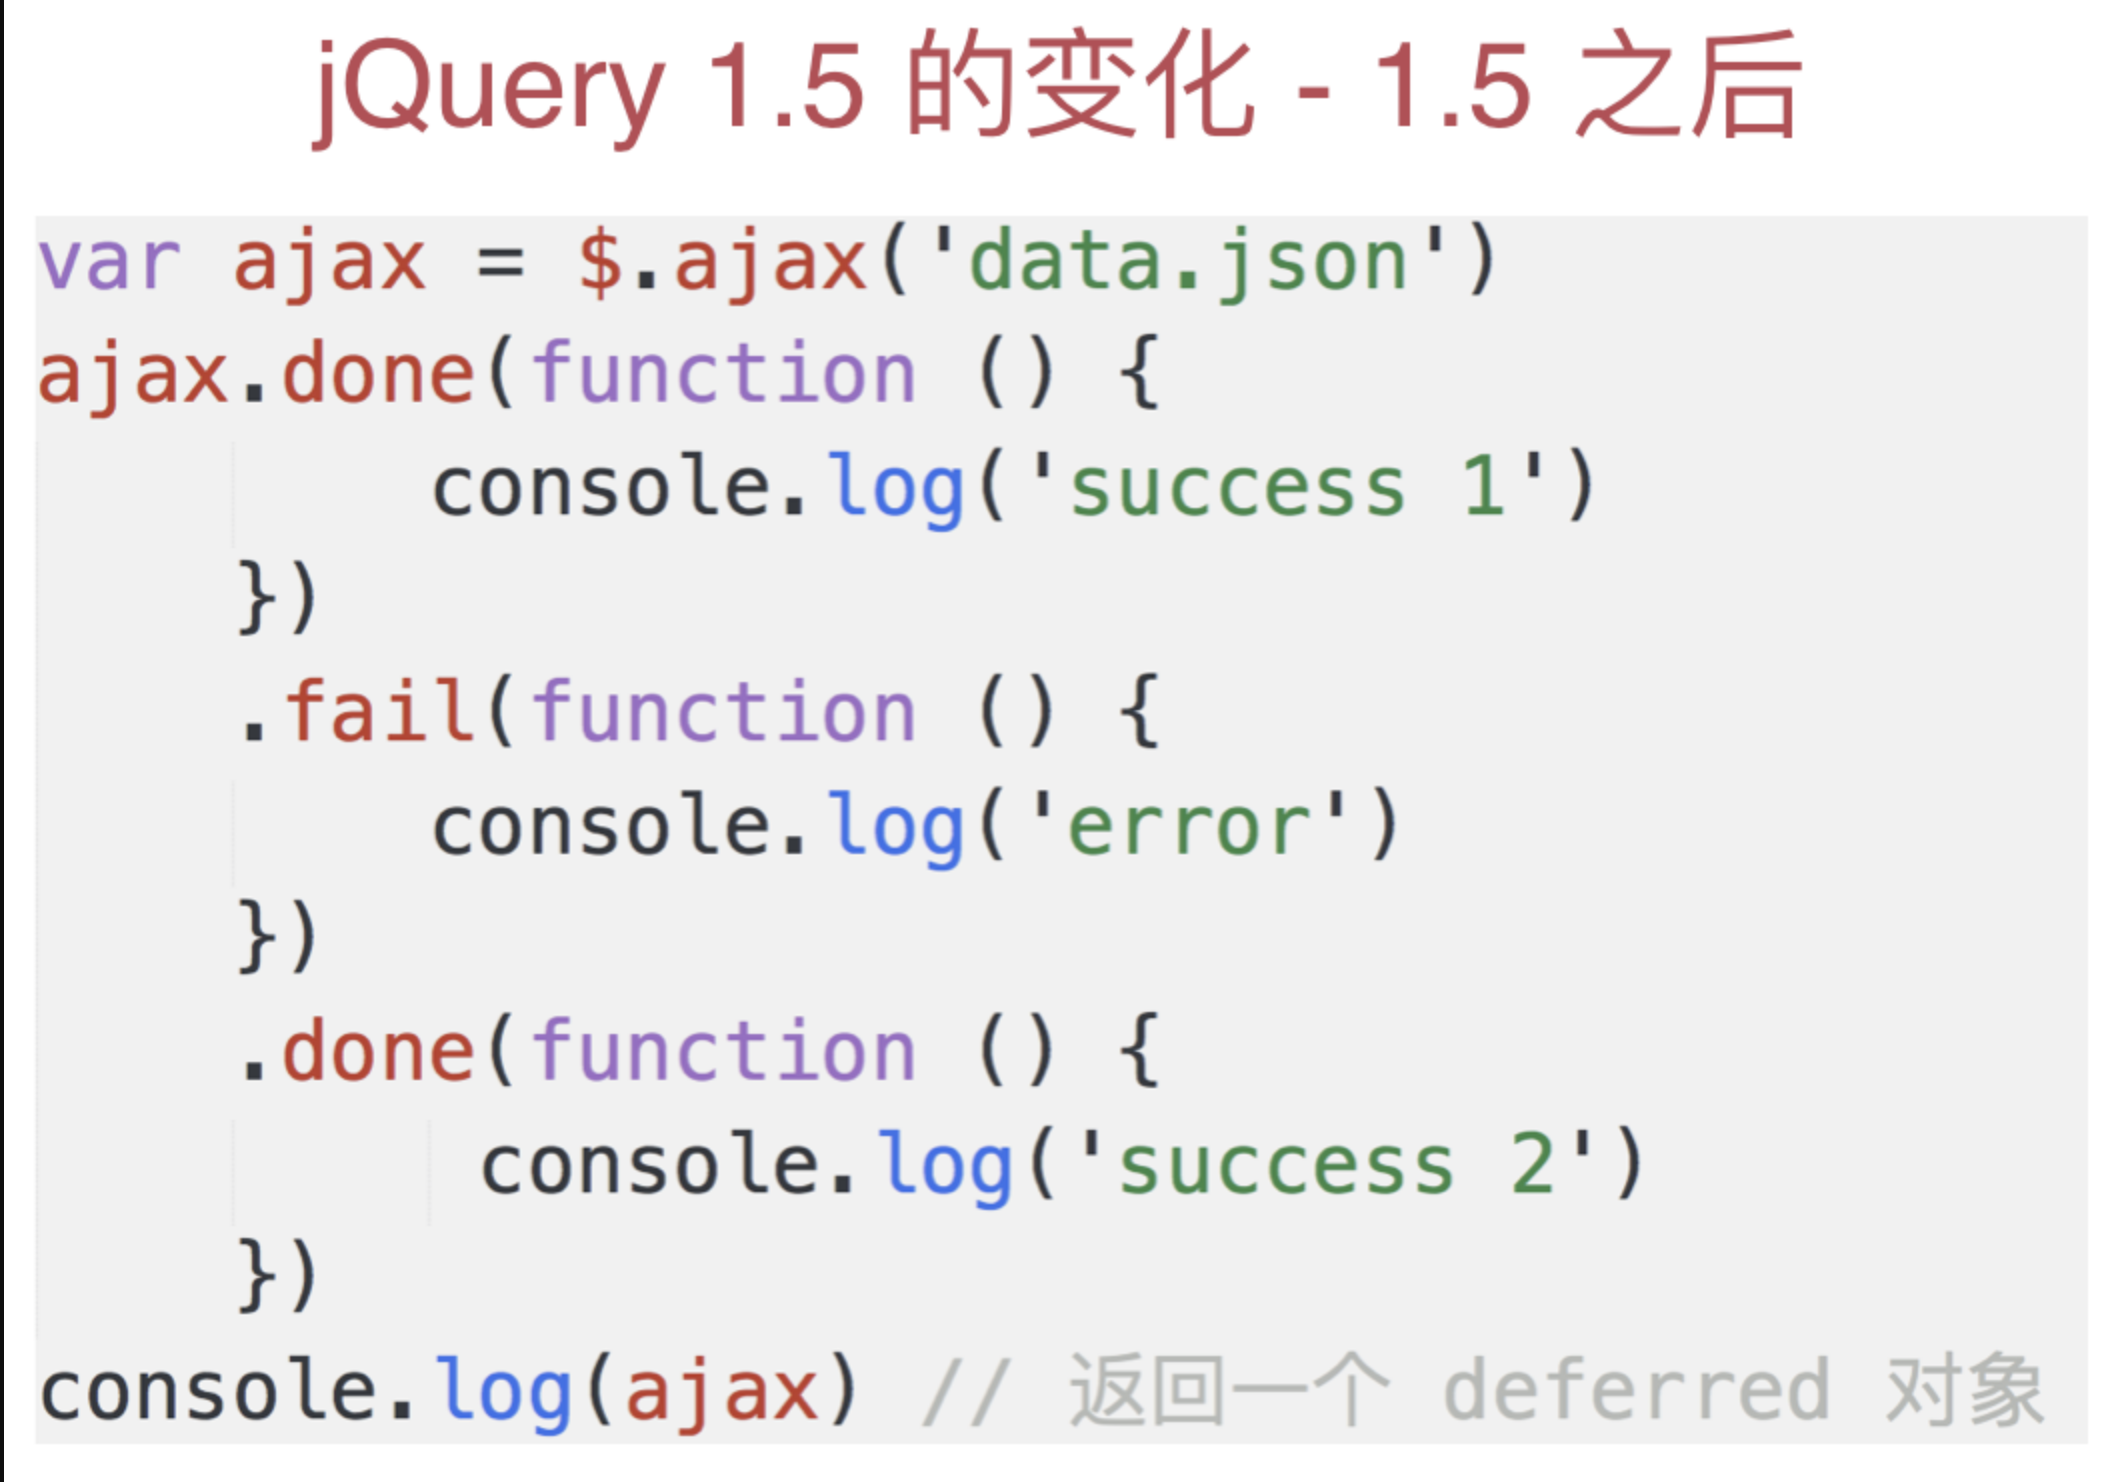 jQuery 1.5 的变化 - 1.5 之后
var ajax = $.ajax('data.json')
ajax.done(function () {
        console.log('success 1')
    })
    .fail(function () {
        console.log('error')
    })
    .done(function () {
         console.log('success 2')
    })
console.log(ajax) // 返回一个 deferred 对象